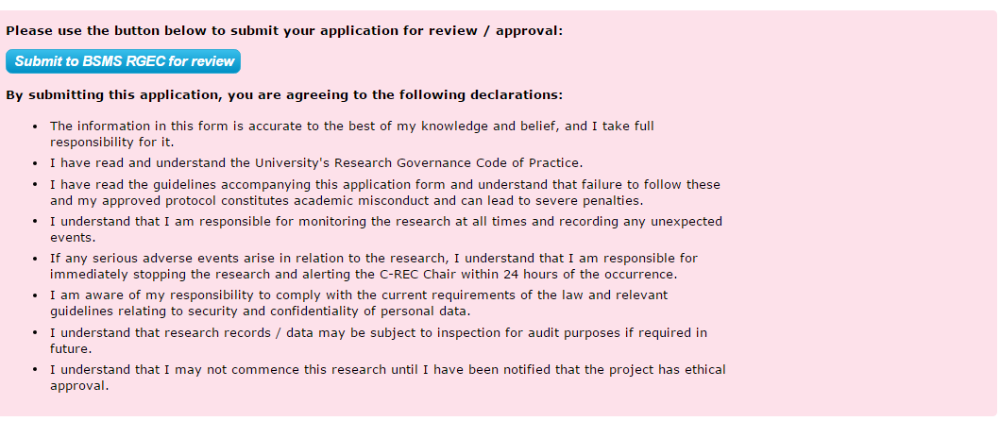 Please use the button below to submit your application for review / approval:
Submit to BSMS RGEC for review
By submitting this application, you are agreeing to the following declarations:
• The information in this form is accurate to the best of my knowledge and belief, and I take full
responsibility for it.
• I have read and understand the University's Research Governance Code of Practice.
• I have read the guidelines accompanying this application form and understand that failure to follow these
and my approved protocol constitutes academic misconduct and can lead to severe penalties.
• I understand that I am responsible for monitoring the research at all times and recording any unexpected
events.
• If any serious adverse events arise in relation to the research, I understand that I am responsible for
immediately stopping the research and alerting the C-REC Chair within 24 hours of the occurrence.
• I am aware of my responsibility to comply with the current requirements of the law and relevant
guidelines relating to security and confidentiality of personal data.
• I understand that research records / data may be subject to inspection for audit purposes if required in
future.
• I understand that I may not commence this research until I have been notified that the project has ethical
approval.